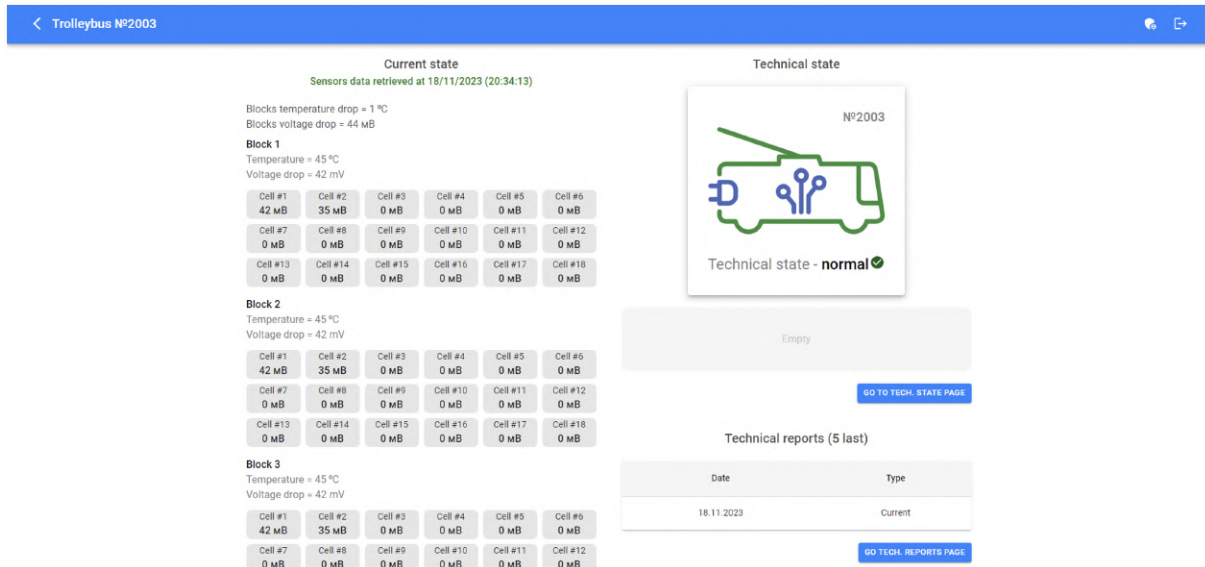 Trolleybus №2003
Current state
Sensors data retrieved at 18/11/2023 (20:34:13)
Blocks temperature drop = 1 ºC
Blocks voltage drop = 44 мВ
Block 1
Temperature = 45 ºC
Voltage drop = 42 mV
Cell #1 Cell #2 Cell #3 Cell #4 Cell #5 Cell #6
42 мВ 35 мВ 0 мВ 0 мВ 0 мВ 0 мВ
Cell #7 Cell #8 Cell #9 Cell #10 Cell #11 Cell #12
0 мВ 0 мВ 0 мВ 0 мВ 0 мВ 0 мВ
Cell #13 Cell #14 Cell #15 Cell #16 Cell #17 Cell #18
0 мВ 0 мВ 0 мВ 0 мВ 0 мВ 0 мВ
Block 2
Temperature = 45 ºC
Voltage drop = 42 mV
Cell #1 Cell #2 Cell #3 Cell #4 Cell #5 Cell #6
42 мВ 35 мВ 0 мВ 0 мВ 0 мВ 0 мВ
Cell #7 Cell #8 Cell #9 Cell #10 Cell #11 Cell #12
0 мВ 0 мВ 0 мВ 0 мВ 0 мВ 0 мВ
Cell #13 Cell #14 Cell #15 Cell #16 Cell #17 Cell #18
0 мВ 0 мВ 0 мВ 0 мВ 0 мВ 0 мВ
Block 3
Temperature = 45 ºC
Voltage drop = 42 mV
Cell #1 Cell #2 Cell #3 Cell #4 Cell #5 Cell #6
42 мВ 35 мВ 0 мВ 0 мВ 0 мВ 0 мВ
Cell #7 Cell #8 Cell #9 Cell #10 Cell #11 Cell #12
0 мВ 0 мВ 0 мВ 0 мВ 0 мВ 0 мВ
Technical state
№2003
Technical state - normal
Empty
GO TO TECH. STATE PAGE
Technical reports (5 last)
Date Type
18.11.2023 Current
GO TECH. REPORTS PAGE